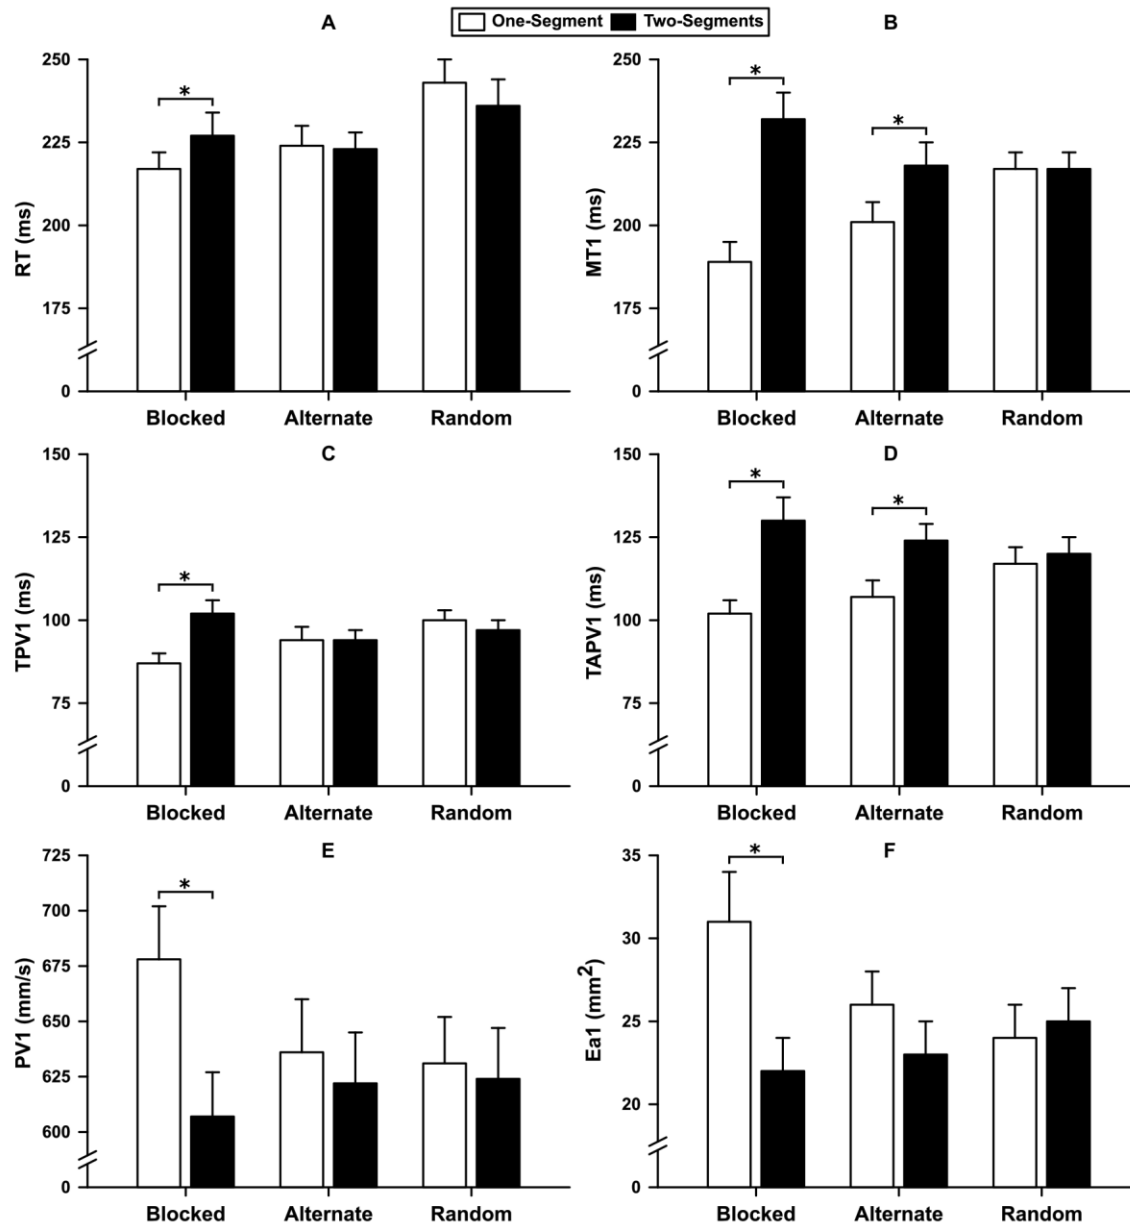 One-Segment Two-Segments
A
RT (ms)
250
225
200
175
0
*
Blocked Alternate Random
B
MT1 (ms)
250
225
200
175
0
*
*
Blocked Alternate Random
C
TPV1 (ms)
150
125
100
75
0
*
Blocked Alternate Random
D
TAPV1 (ms)
150
125
100
75
0
*
*
Blocked Alternate Random
E
PV1 (mm/s)
725
700
675
650
625
600
0
*
Blocked Alternate Random
F
Ea1 (mm²)
35
30
25
20
0
*
Blocked Alternate Random